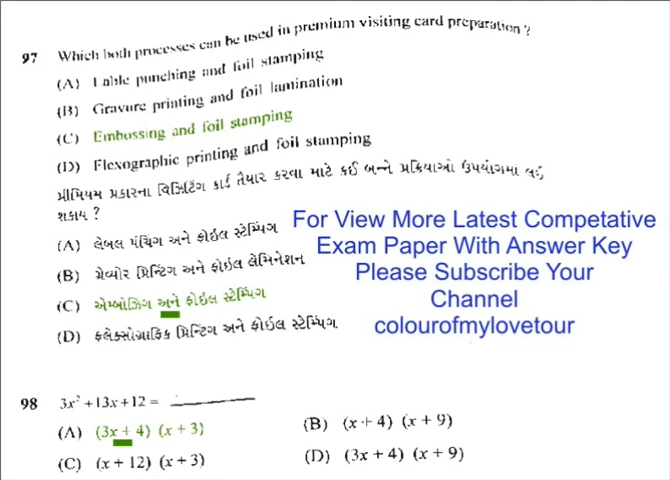 97 Which both processes can be used in premium visiting card preparation ?
(A) Lable punching and foil stamping
(B) Gravure printing and foil lamination
(C) Embossing and foil stamping
(D) Flexographic printing and foil stamping
પ્રીમિયમ પ્રકારના વિઝિટિંગ કાર્ડ તૈયાર કરવા માટે કઈ બન્ને પ્રક્રિયાઓ ઉપયોગમાં લઈ
શકાય ?
(A) લેબલ પંચિગ અને ફોઇલ સ્ટેમ્પિંગ
(B) ગ્રેવ્યોર પ્રિન્ટિગ અને ફોઇલ લેમિનેશન
(C) એમ્બોઝિગ અને ફોઇલ સ્ટેમ્પિંગ
(D) ફ્લેક્સોગ્રાફિક પ્રિન્ટિંગ અને ફોઈલ સ્ટેમ્પિંગ.
For View More Latest Competative
Exam Paper With Answer Key
Please Subscribe Your
Channel
colourofmylovetour
98 3x² +13x+12 = ________
(A) (3x + 4) (x + 3)
(B) (x + 4) (x + 9)
(C) (x + 12) (x + 3)
(D) (3x + 4) (x + 9)